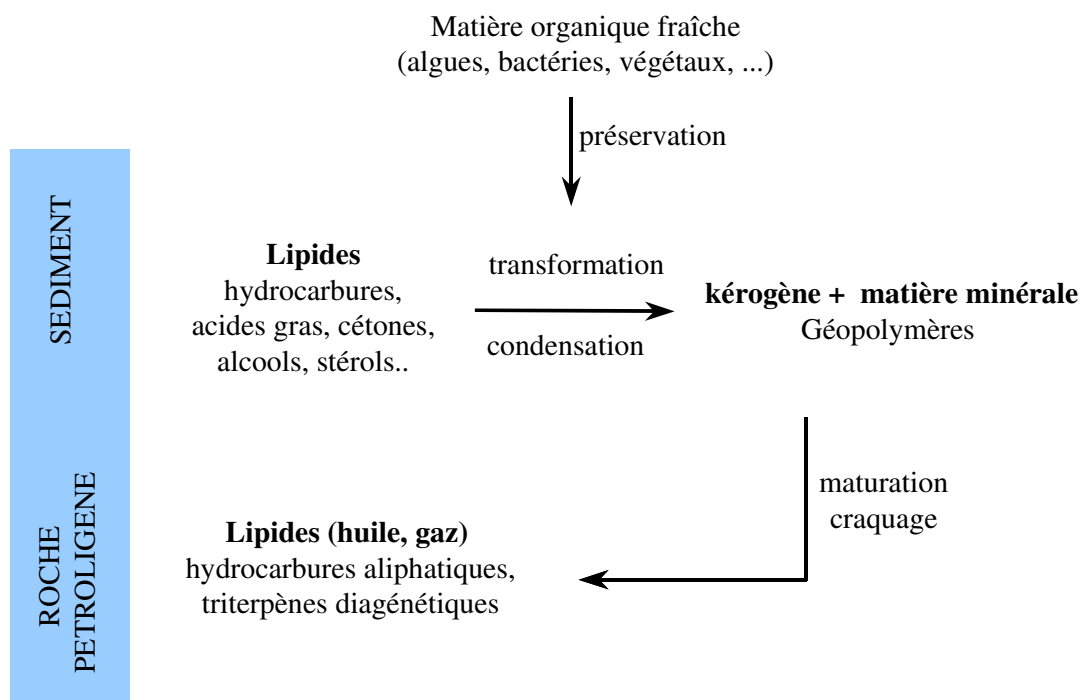 Matière organique fraîche
(algues, bactéries, végétaux, ...)
préservation
SEDIMENT
Lipides
hydrocarbures,
acides gras, cétones,
alcools, stérols..
transformation
condensation
kérogène + matière minérale
Géopolymères
maturation
craquage
ROCHE
PETROLIGENE
Lipides (huile, gaz)
hydrocarbures aliphatiques,
triterpènes diagénétiques